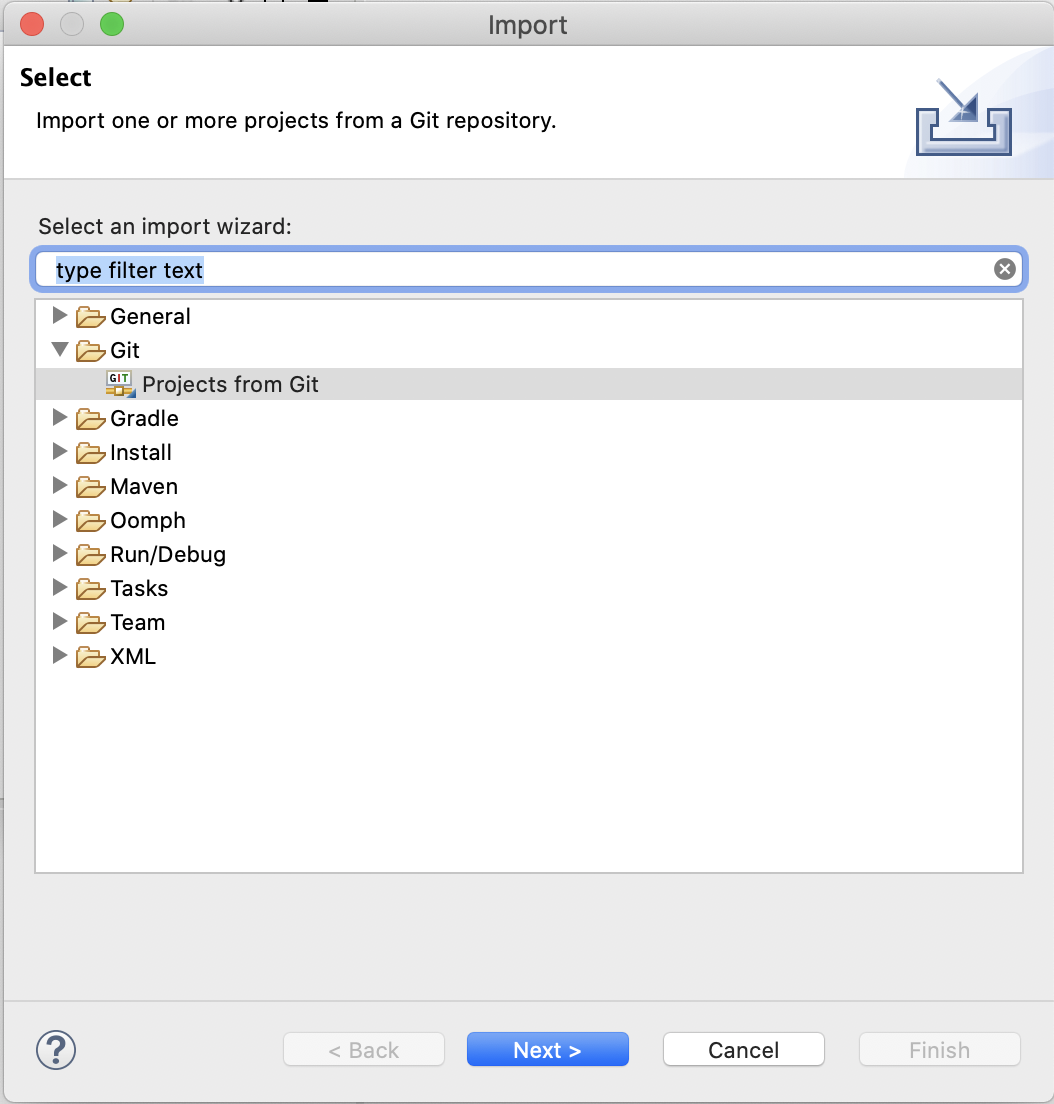 Import
Select
Import one or more projects from a Git repository.
Select an import wizard:
type filter text
General
Git
GIT Projects from Git
Gradle
Install
Maven
Oomph
Run/Debug
Tasks
Team
XML
? < Back Next > Cancel Finish